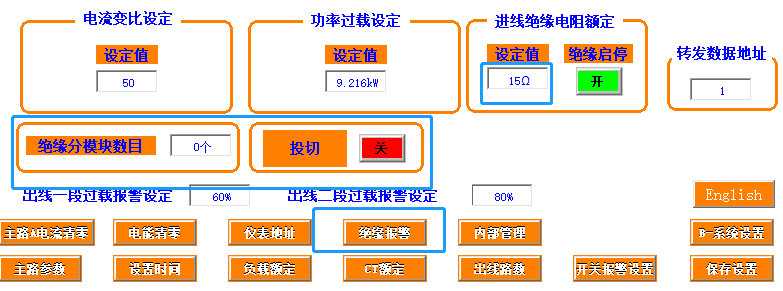 电流变比设定
功率过载设定
进线绝缘电阻额定
设定值
设定值
设定值
绝缘启停
转发数据地址
50
9.216kW
15Ω
开
1
绝缘分模块数目
0个
投切
关
出线一段过载报警设定
60%
出线二段过载报警设定
80%
English
主路A电流清零
电能清零
仪表地址
绝缘报警
内部管理
B-系统设置
主路参数
设置时间
负载额定
CT额定
出线路数
开关报警设置
保存设置